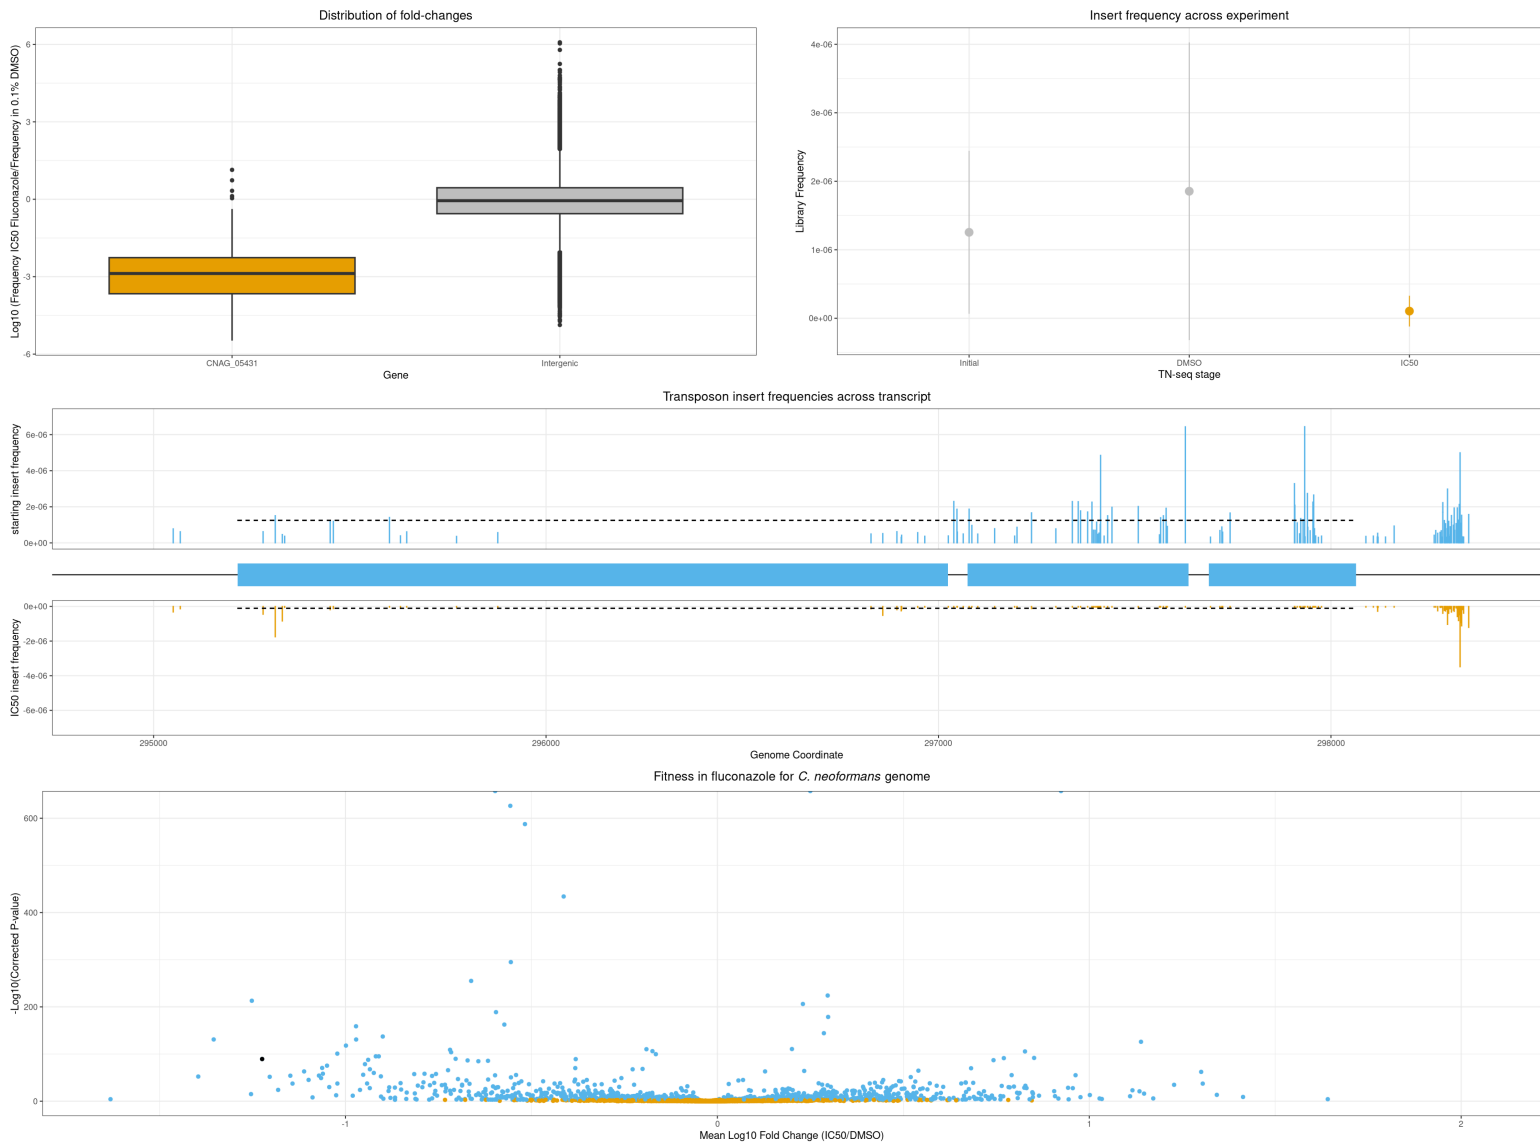 Distribution of fold-changes
Log10 (Frequency IC50 Fluconazole/Frequency in 0.1% DMSO)
6
3
0
-3
-6
CNAG_05431
Intergenic
Gene
Insert frequency across experiment
Library Frequency
4e-06
3e-06
2e-06
1e-06
0e+00
Initial
DMSO
IC50
TN-seq stage
Transposon insert frequencies across transcript
starting insert frequency
6e-06
4e-06
2e-06
0e+00
IC50 insert frequency
0e+00
-2e-06
-4e-06
-6e-06
295000
296000
297000
298000
Genome Coordinate
Fitness in fluconazole for C. neoformans genome
-Log10(Corrected P-value)
600
400
200
0
-1
0
1
2
Mean Log10 Fold Change (IC50/DMSO)